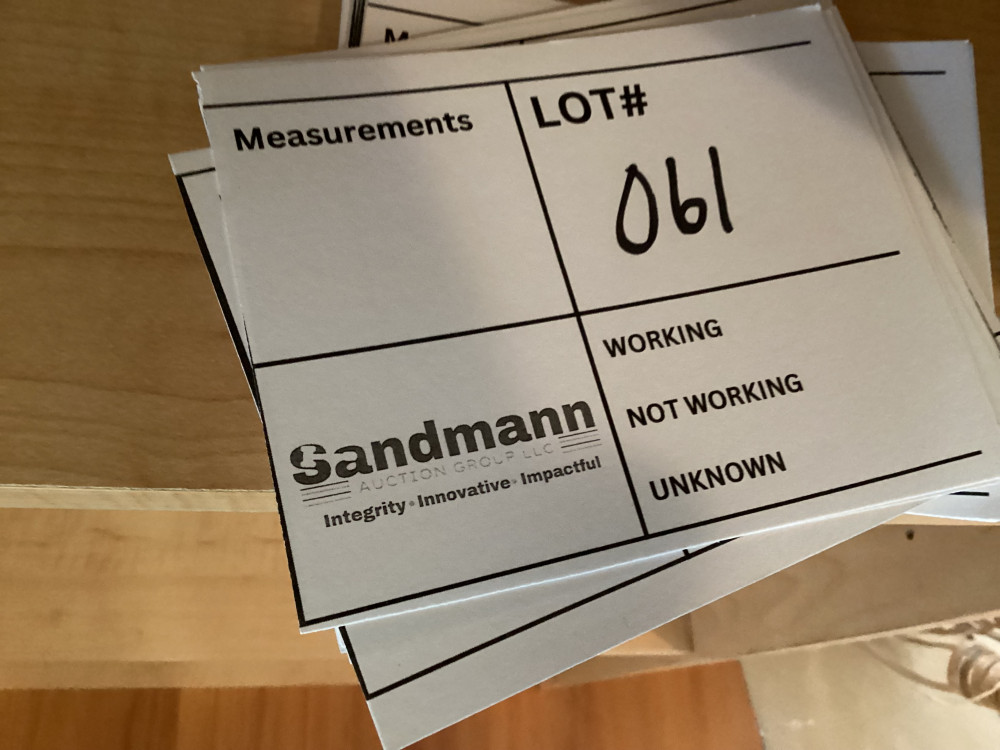 Measurements
LOT#
061
WORKING
NOT WORKING
UNKNOWN
Sandmann
AUCTION GROUP LLC
Integrity • Innovative • Impactful